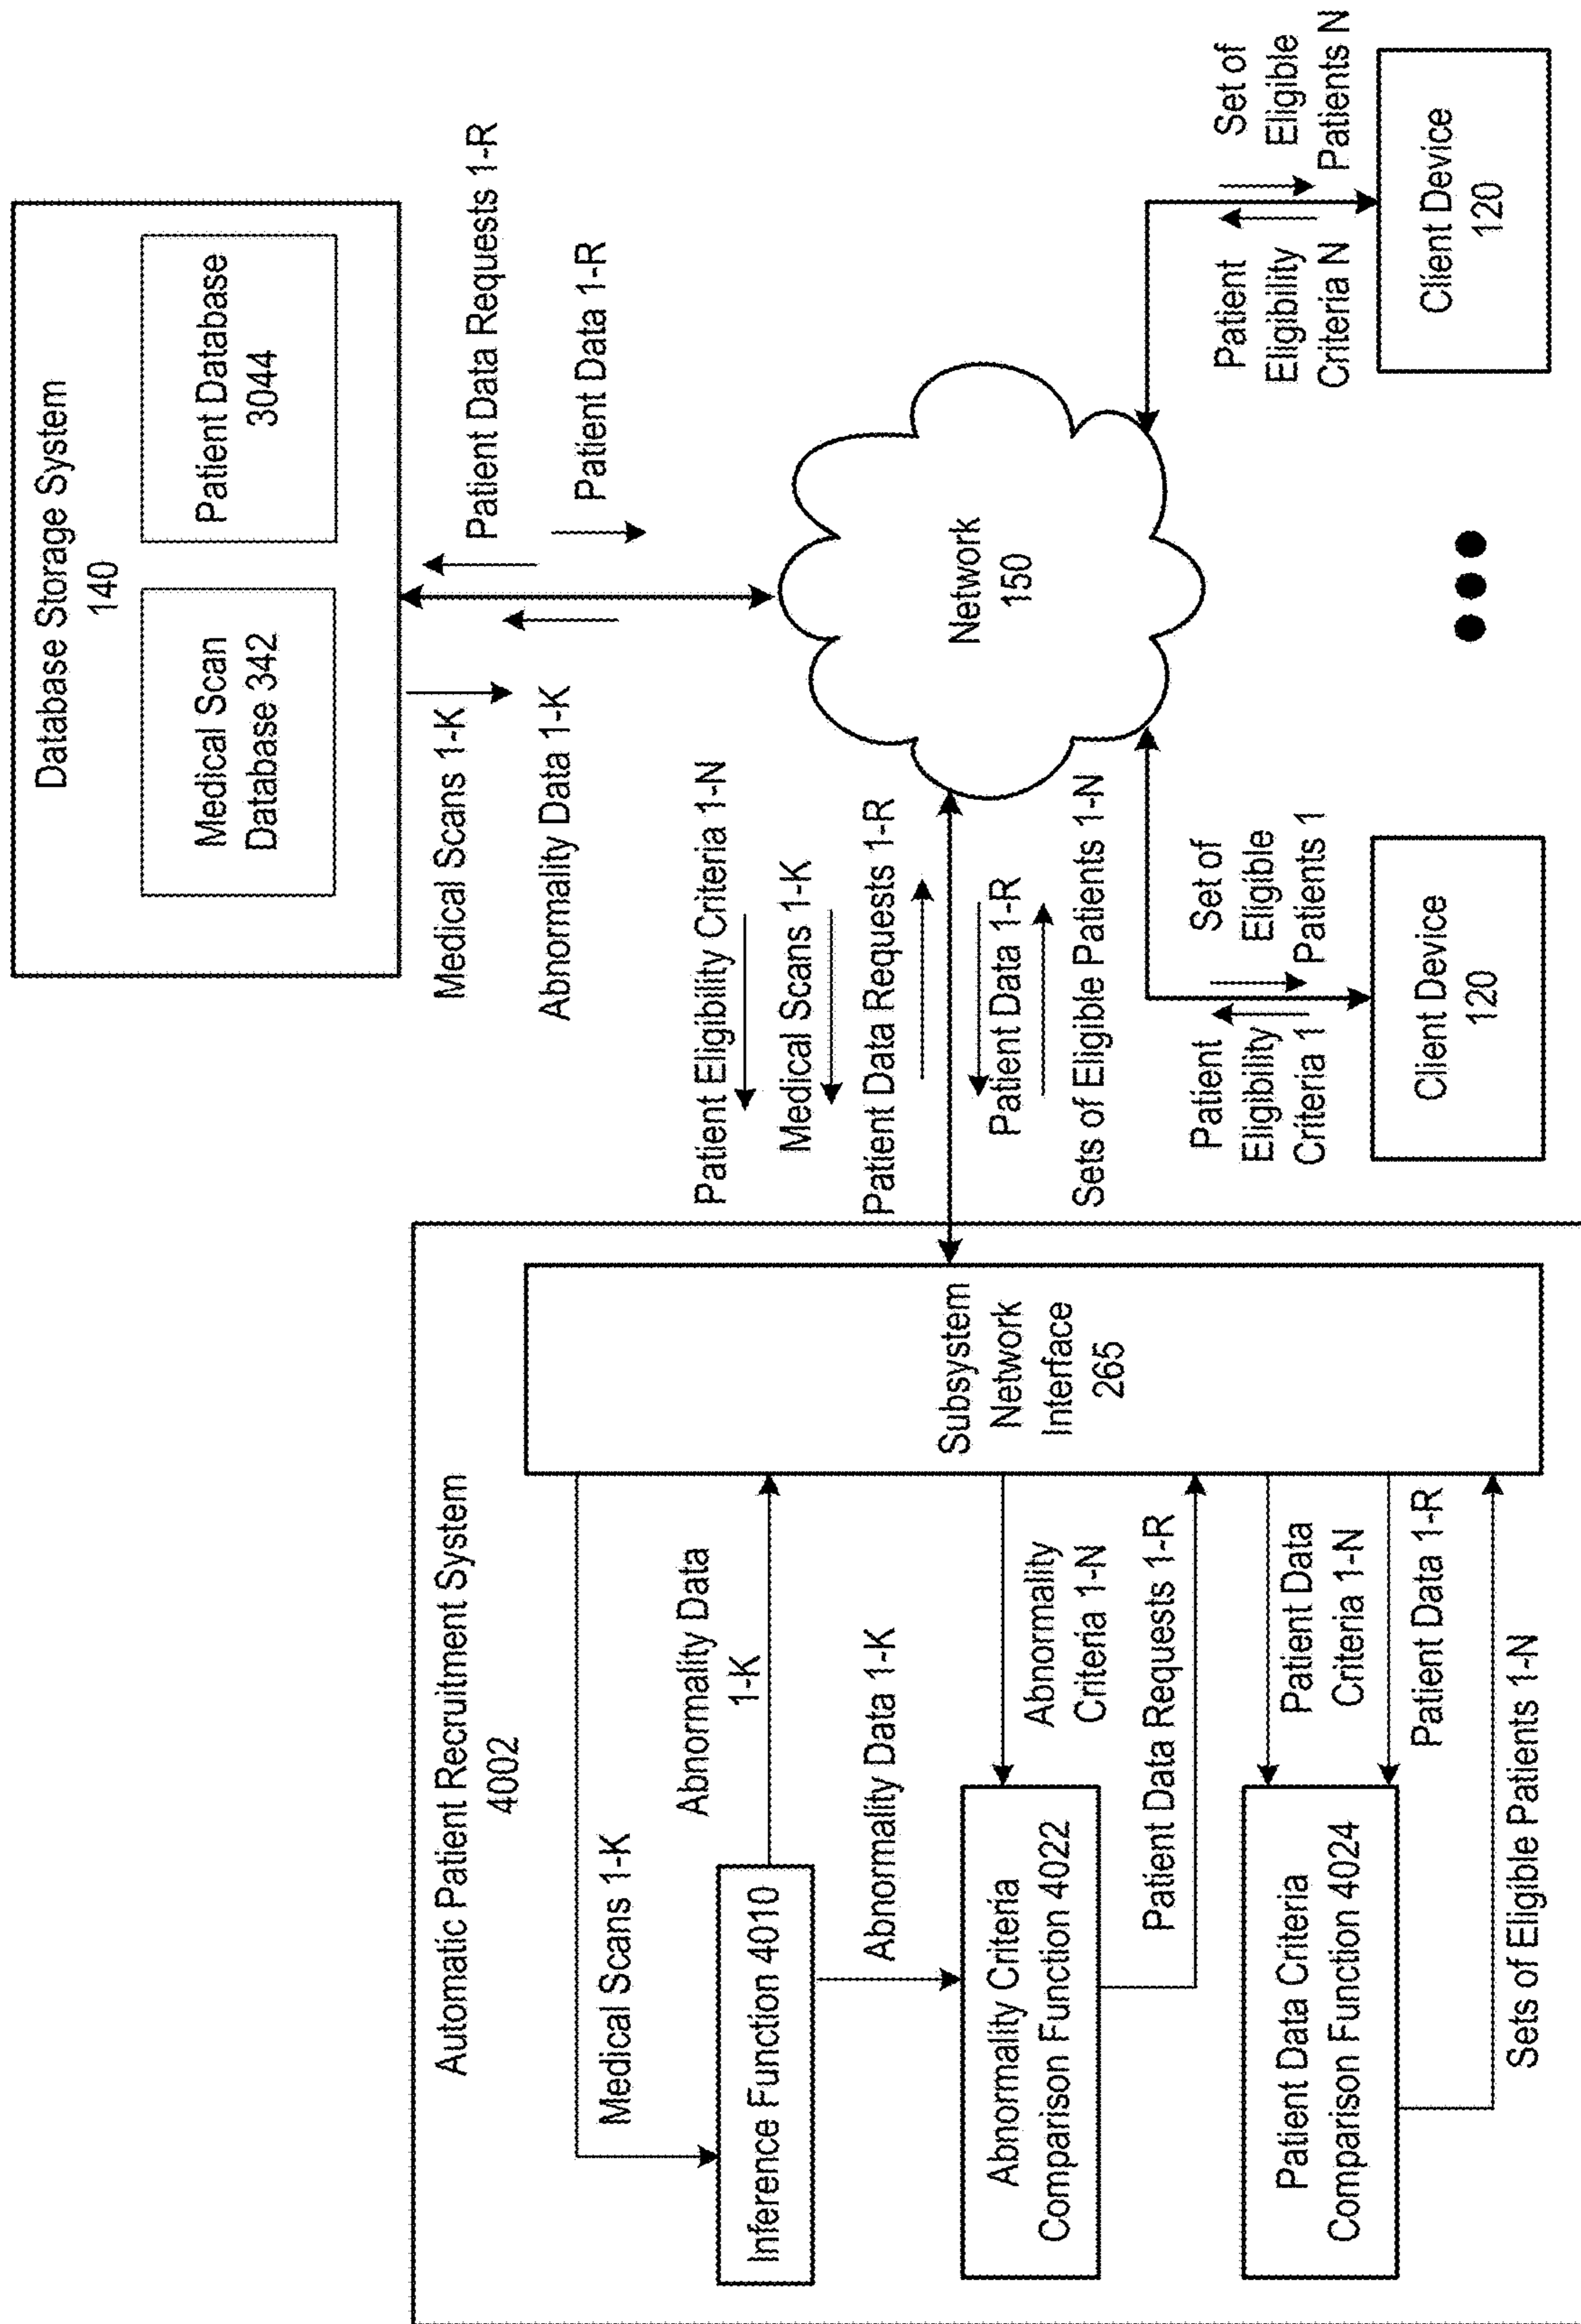 Database Storage System
140
Medical Scan
Database 342
Patient Database
3044
Medical Scans 1-K
Abnormality Data 1-K
Patient Data Requests 1-R
Patient Data 1-R
Automatic Patient Recruitment System
4002
Medical Scans 1-K
Inference Function 4010
Abnormality Data
1-K
Abnormality Data 1-K
Abnormality Criteria
Comparison Function 4022
Abnormality
Criteria 1-N
Patient Data Requests 1-R
Patient Data Criteria
Comparison Function 4024
Patient Data
Criteria 1-N
Patient Data 1-R
Sets of Eligible Patients 1-N
Subsystem
Network
Interface
265
Patient Eligibility Criteria 1-N
Medical Scans 1-K
Patient Data Requests 1-R
Patient Data 1-R
Sets of Eligible Patients 1-N
Network
150
Patient
Eligibility
Criteria 1
Set of
Eligible
Patients 1
Client Device
120
Patient
Eligibility
Criteria N
Set of
Eligible
Patients N
Client Device
120